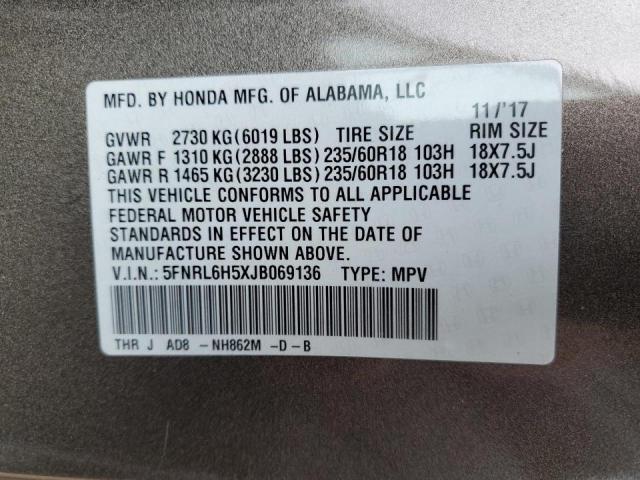 MFD. BY HONDA MFG. OF ALABAMA, LLC 11/'17
GVWR 2730 KG (6019 LBS) TIRE SIZE RIM SIZE
GAWR F 1310 KG (2888 LBS) 235/60R18 103H 18X7.5J
GAWR R 1465 KG (3230 LBS) 235/60R18 103H 18X7.5J
THIS VEHICLE CONFORMS TO ALL APPLICABLE
FEDERAL MOTOR VEHICLE SAFETY
STANDARDS IN EFFECT ON THE DATE OF
MANUFACTURE SHOWN ABOVE.
V.I.N.: 5FNRL6H5XJB069136 TYPE: MPV
THR J AD8 -NH862M -D-B